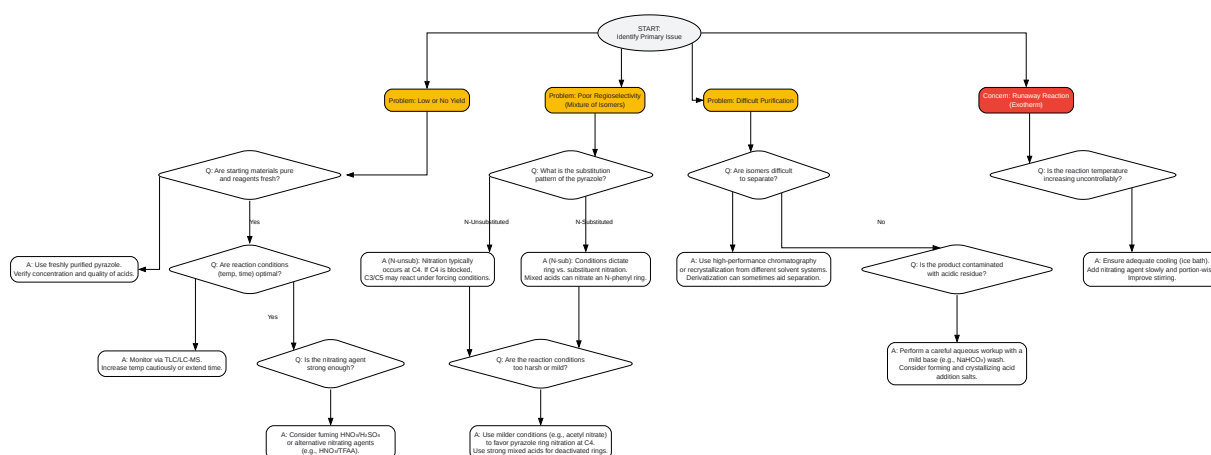 START:
Identify Primary Issue
Problem: Low or No Yield
Problem: Poor Regioselectivity
(Mixture of Isomers)
Problem: Difficult Purification
Concern: Runaway Reaction
(Exotherm)
Q: Are starting materials pure
and reagents fresh?
Q: What is the substitution
pattern of the pyrazole?
Q: Are isomers difficult
to separate?
Q: Is the reaction temperature
increasing uncontrollably?
Yes
N-Unsubstituted
N-Substituted
No
A: Use freshly purified pyrazole.
Verify concentration and quality of acids.
Q: Are reaction conditions
(temp, time) optimal?
A (N-unsub): Nitration typically
occurs at C4. If C4 is blocked,
C3/C5 may react under forcing conditions.
A (N-sub): Conditions dictate
ring vs. substituent nitration.
Mixed acids can nitrate an N-phenyl ring.
A: Use high-performance chromatography
or recrystallization from different solvent systems.
Derivatization can sometimes aid separation.
Q: Is the product contaminated
with acidic residue?
A: Ensure adequate cooling (ice bath).
Add nitrating agent slowly and portion-wis
Improve stirring.
Yes
A: Monitor via TLC/LC-MS.
Increase temp cautiously or extend time.
Q: Is the nitrating agent
strong enough?
Q: Are the reaction conditions
too harsh or mild?
A: Perform a careful aqueous workup with a
mild base (e.g., NaHCO₃) wash.
Consider forming and crystallizing acid
addition salts.
A: Consider fuming HNO₃/H₂SO₄
or alternative nitrating agents
(e.g., HNO₃/TFAA).
A: Use milder conditions (e.g., acetyl nitrate)
to favor pyrazole ring nitration at C4.
Use strong mixed acids for deactivated rings.